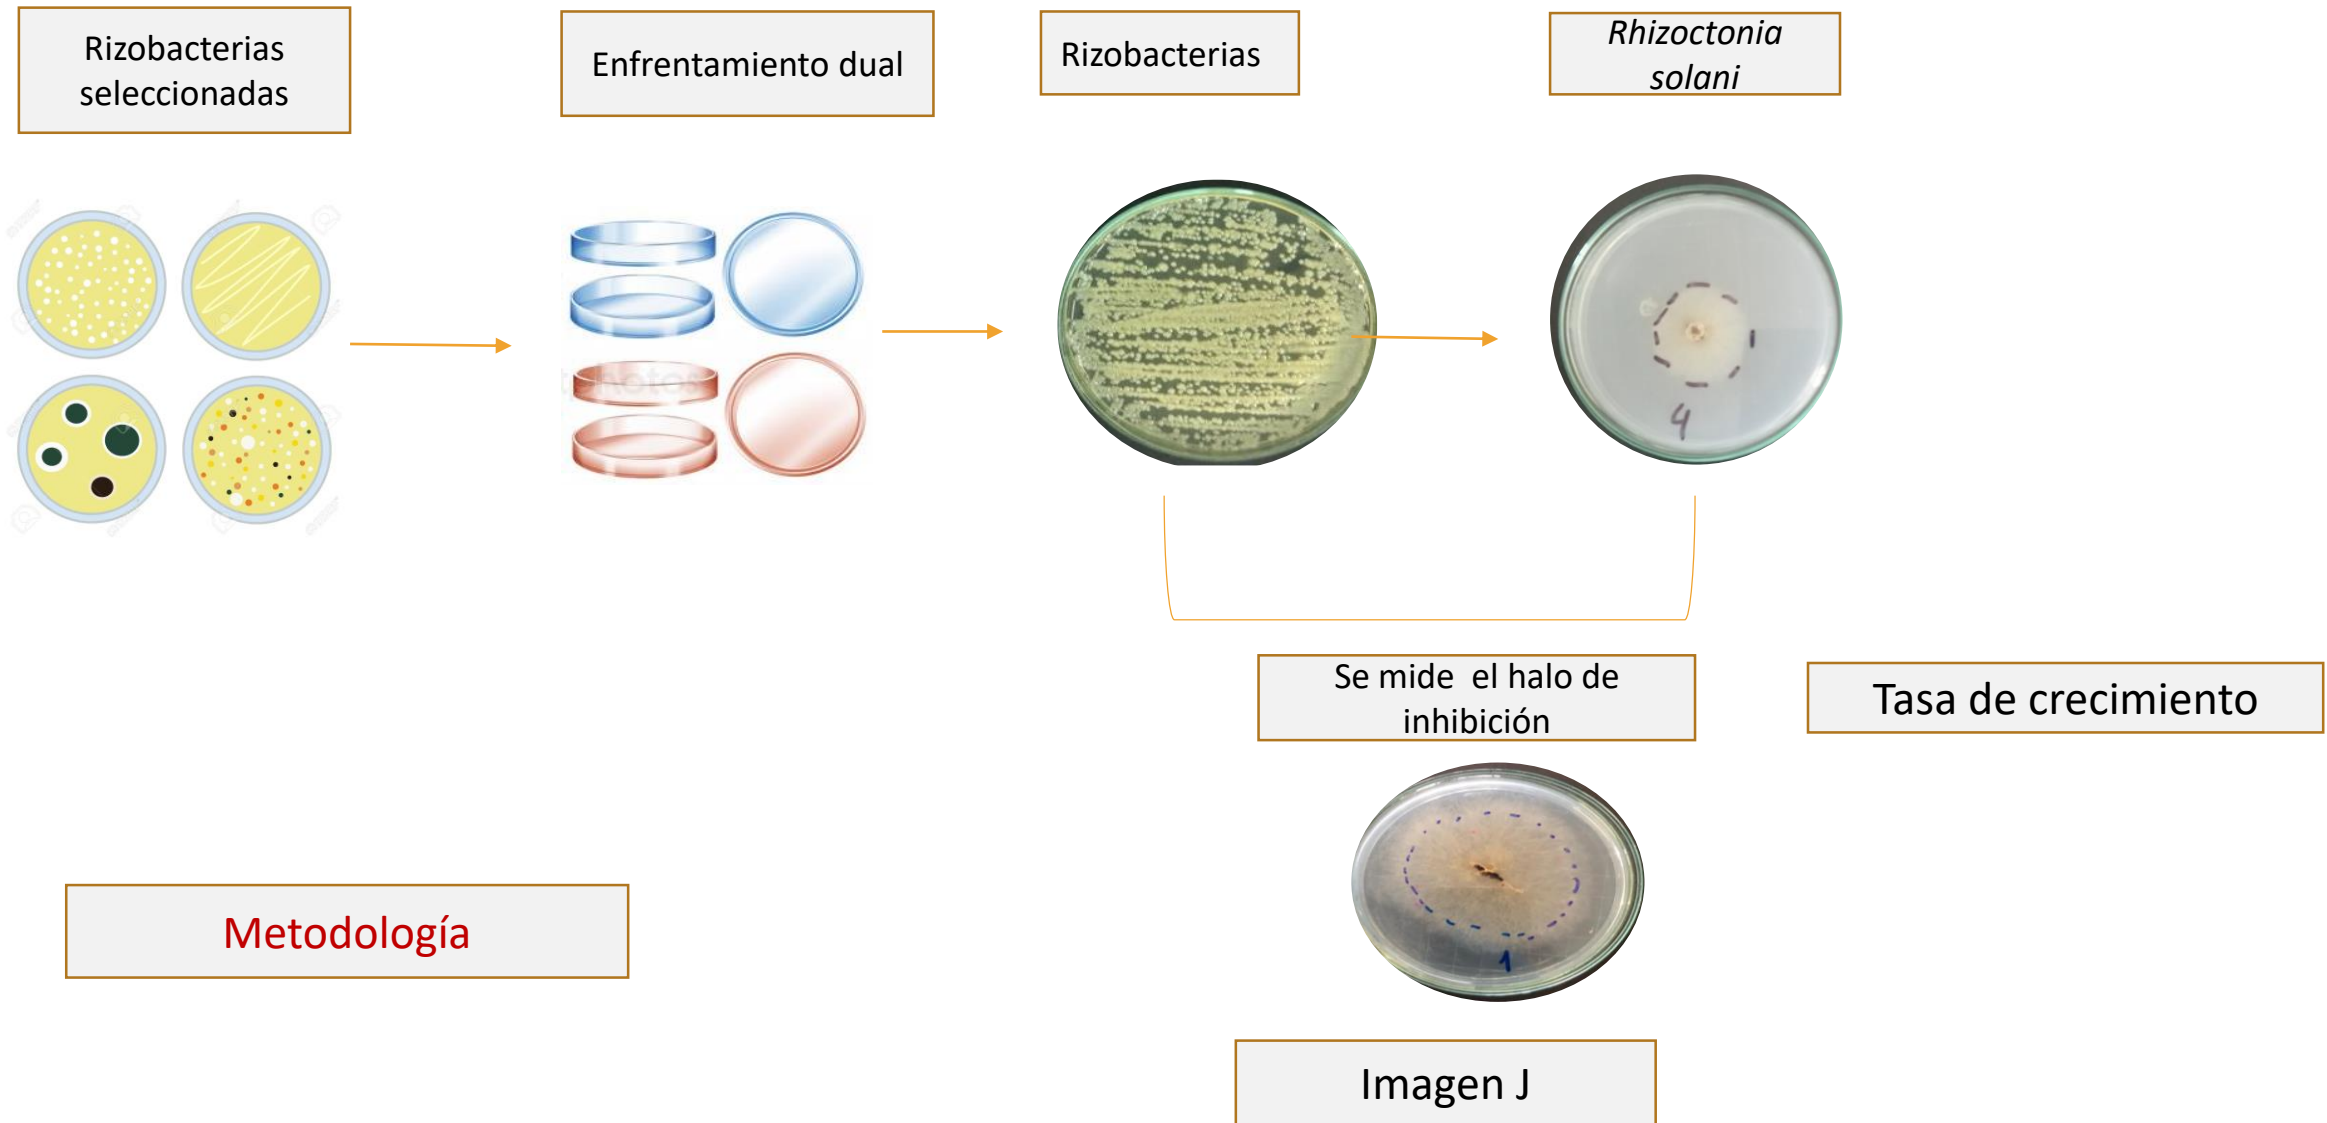 Rizobacterias
seleccionadas
Enfrentamiento dual
Rizobacterias
Rhizoctonia
solani
4
Se mide el halo de
inhibición
Tasa de crecimiento
1
Metodología
Imagen J